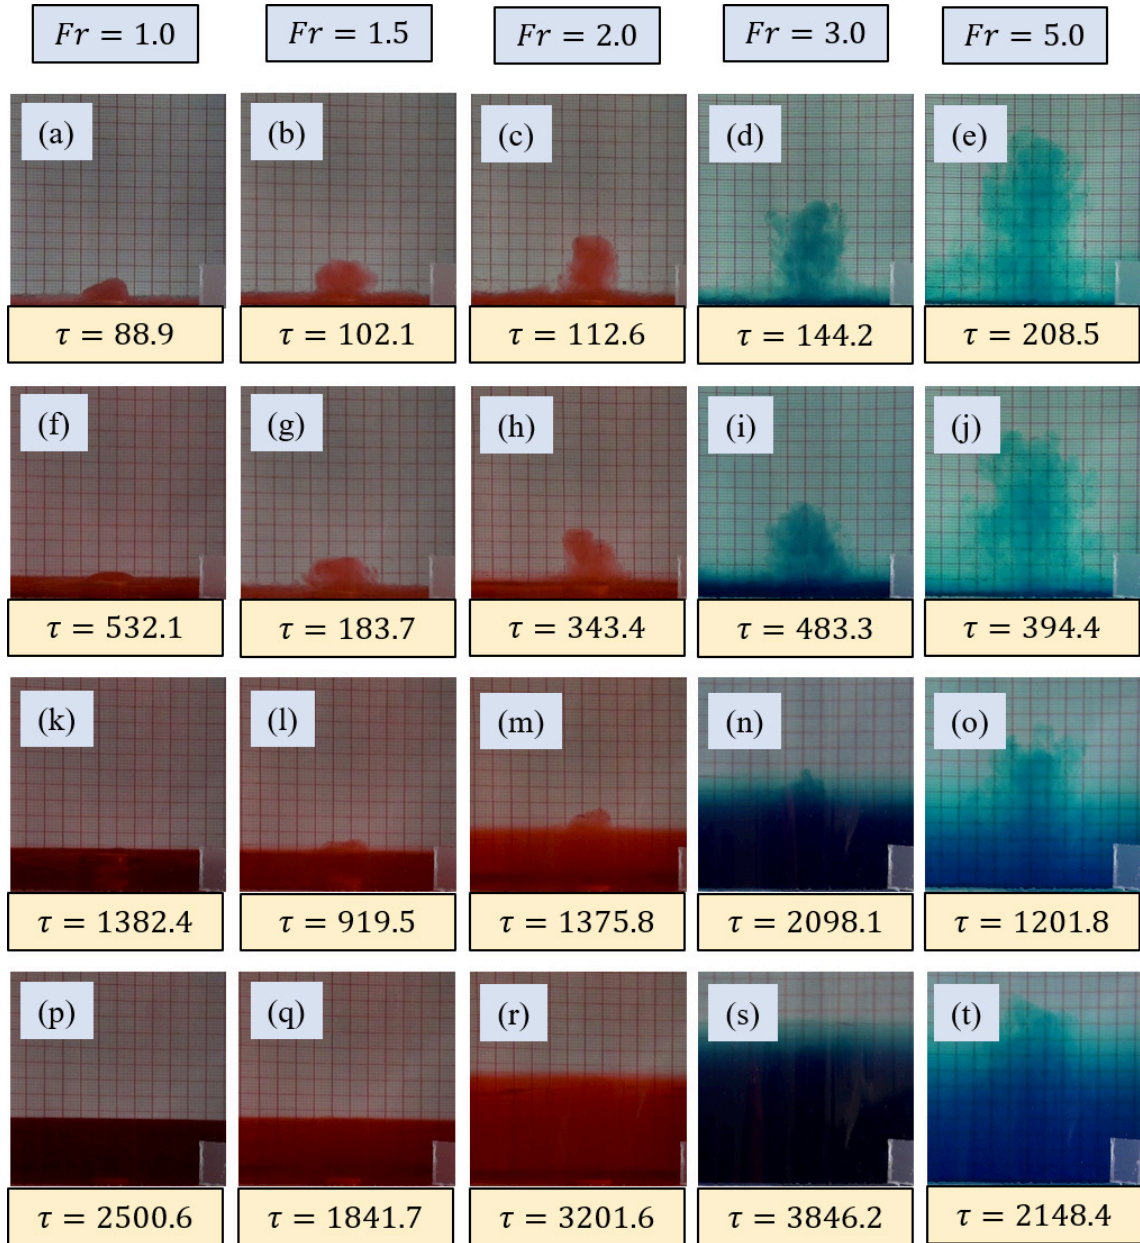 Fr = 1.0
Fr = 1.5
Fr = 2.0
Fr = 3.0
Fr = 5.0
(a)
(b)
(c)
(d)
(e)
τ = 88.9
τ = 102.1
τ = 112.6
τ = 144.2
τ = 208.5
(f)
(g)
(h)
(i)
(j)
τ = 532.1
τ = 183.7
τ = 343.4
τ = 483.3
τ = 394.4
(k)
(l)
(m)
(n)
(o)
τ = 1382.4
τ = 919.5
τ = 1375.8
τ = 2098.1
τ = 1201.8
(p)
(q)
(r)
(s)
(t)
τ = 2500.6
τ = 1841.7
τ = 3201.6
τ = 3846.2
τ = 2148.4